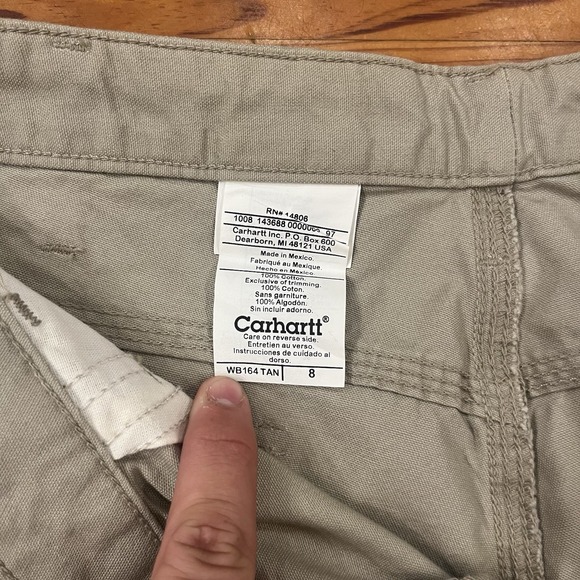 RN# 14806
1008 143688 000000 97
Carhartt Inc. P.O. Box 600
Dearborn, MI 48121 USA
Made in Mexico.
Fabriqué au Mexique
Hecho en Mexico
100% Cotton.
Exclusive of trimming.
100% Coton.
Sans garniture.
100% Algodón.
Sin incluir adorno.
Carhartt®
Care on reverse side.
Entretien au verso.
Instrucciones de cuidado al
dorso.
WB164 TAN 8